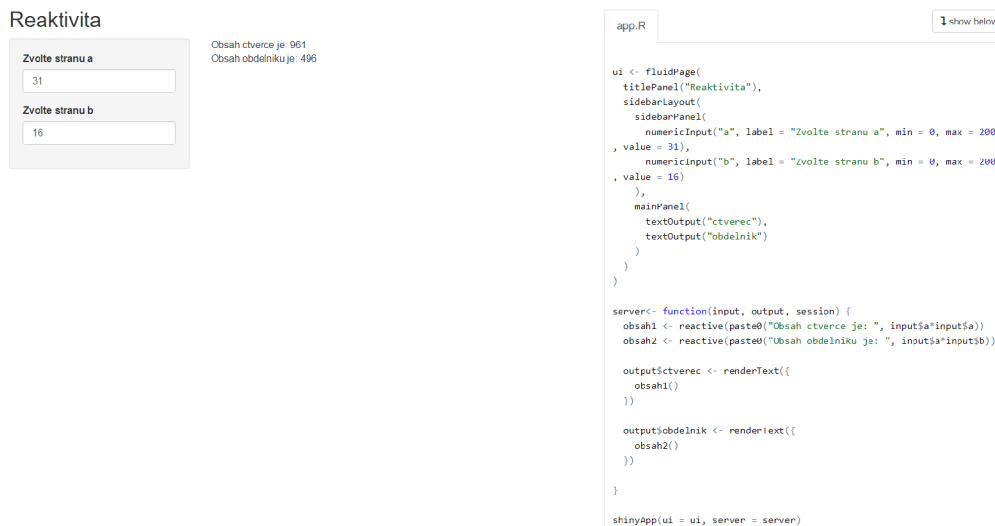 Reaktivita
Zvolte stranu a
31
Zvolte stranu b
16
Obsah ctverce je: 961
Obsah obdelniku je: 496
app.R
show below
ui <- fluidPage(
  titlePanel("Reaktivita"),
  sidebarLayout(
    sidebarPanel(
      numericInput("a", label = "Zvolte stranu a", min = 0, max = 200
, value = 31),
      numericInput("b", label = "Zvolte stranu b", min = 0, max = 200
, value = 16)
    ),
    mainPanel(
      textOutput("ctverec"),
      textOutput("obdelnik")
    )
  )
)
server<- function(input, output, session) {
  obsah1 <- reactive(paste0("Obsah ctverce je: ", input$a*input$a))
  obsah2 <- reactive(paste0("Obsah obdelniku je: ", input$a*input$b))
  output$ctverec <- renderText({
    obsah1()
  })
  output$obdelnik <- renderText({
    obsah2()
  })
}
shinyApp(ui = ui, server = server)